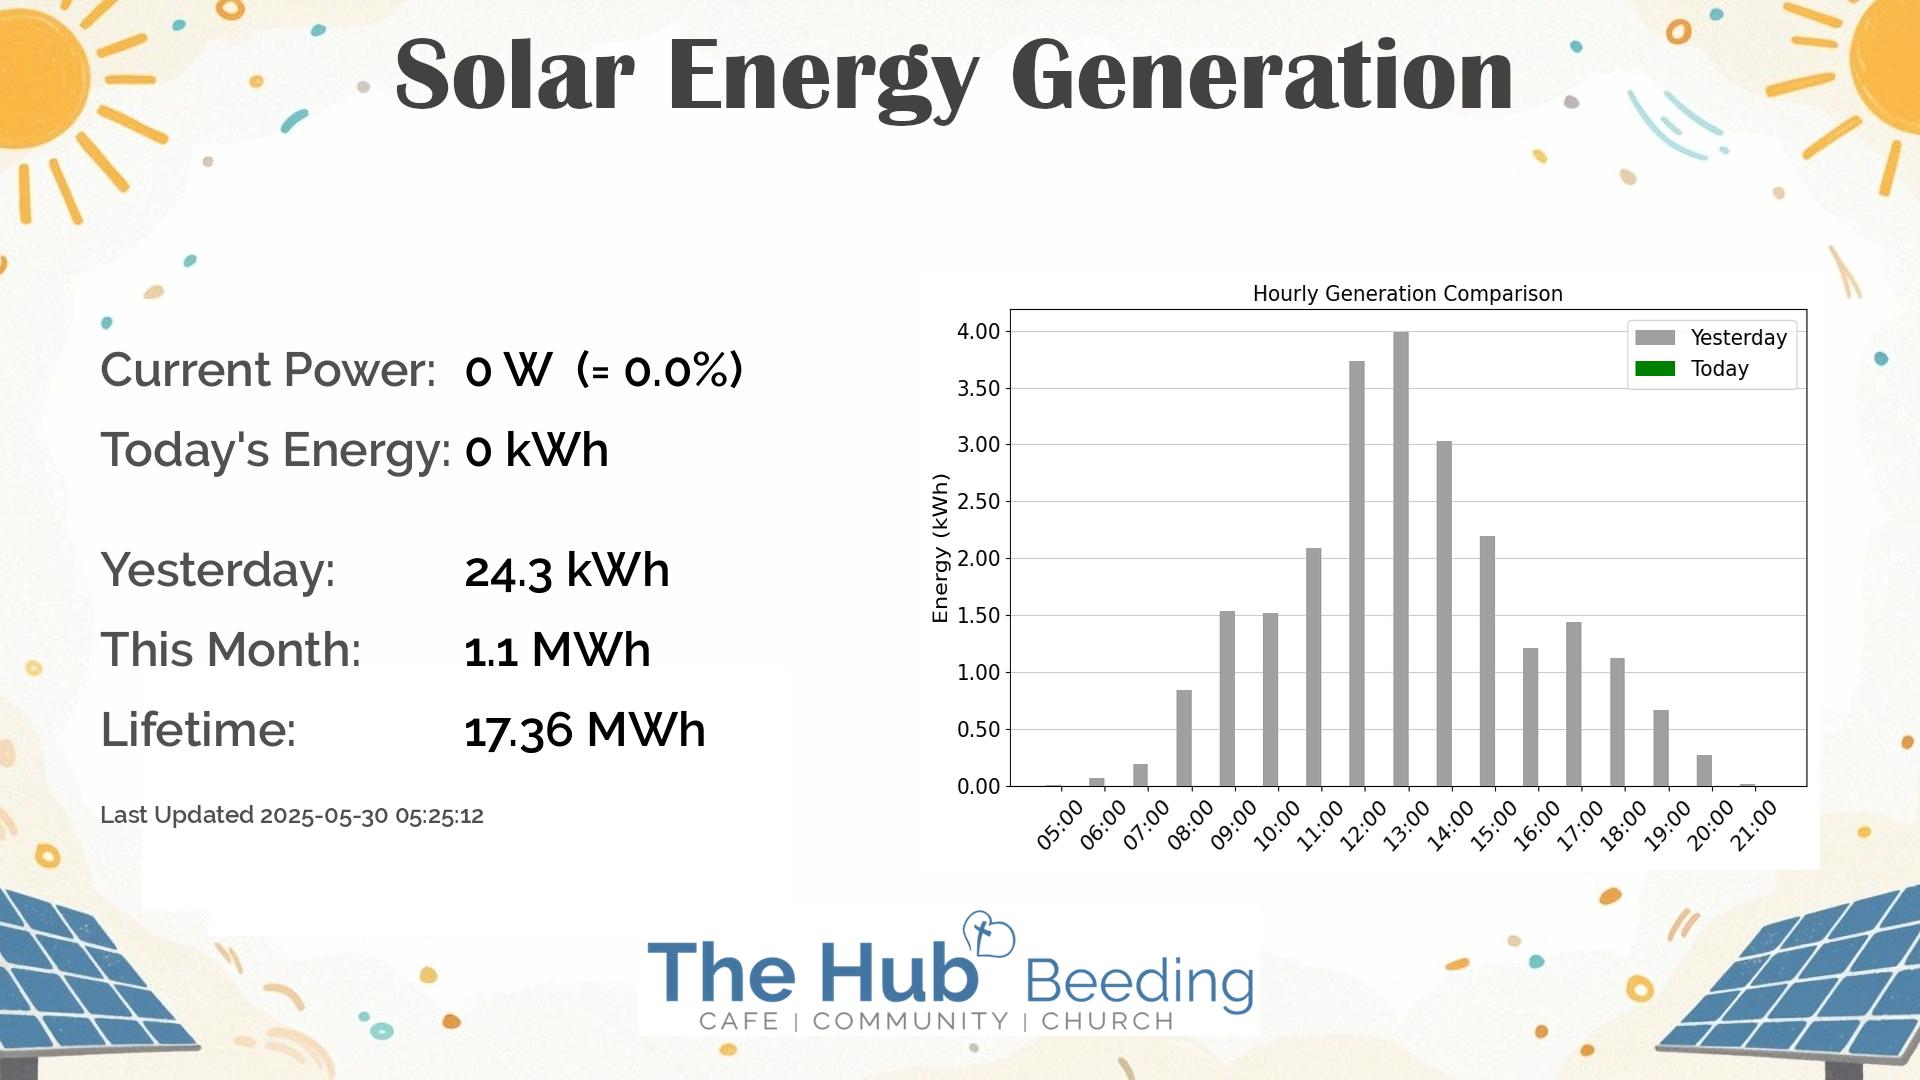 Solar Energy Generation
Current Power: 0 W (= 0.0%)
Today's Energy: 0 kWh
Yesterday: 24.3 kWh
This Month: 1.1 MWh
Lifetime: 17.36 MWh
Last Updated 2025-05-30 05:25:12
Hourly Generation Comparison
Yesterday
Today
Energy (kWh)
4.00
3.50
3.00
2.50
2.00
1.50
1.00
0.50
0.00
05:00 06:00 07:00 08:00 09:00 10:00 11:00 12:00 13:00 14:00 15:00 16:00 17:00 18:00 19:00 20:00 21:00
The Hub Beeding
CAFE | COMMUNITY | CHURCH